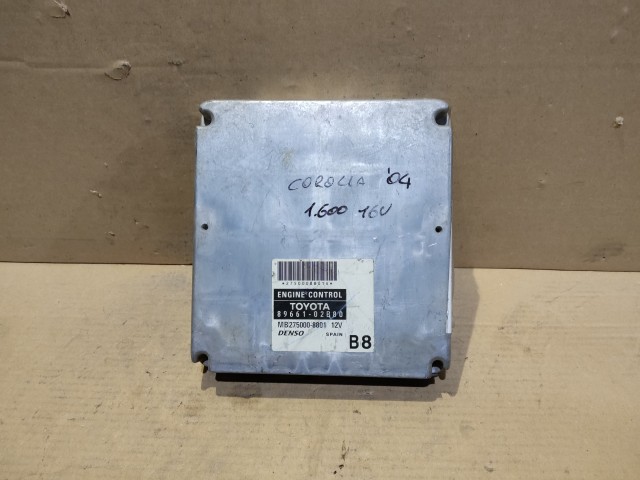 COROLLA '04
1.600 16V
ENGINE CONTROL
TOYOTA
89661-02B80
MB275000-8801 12V
DENSO SPAIN
B8